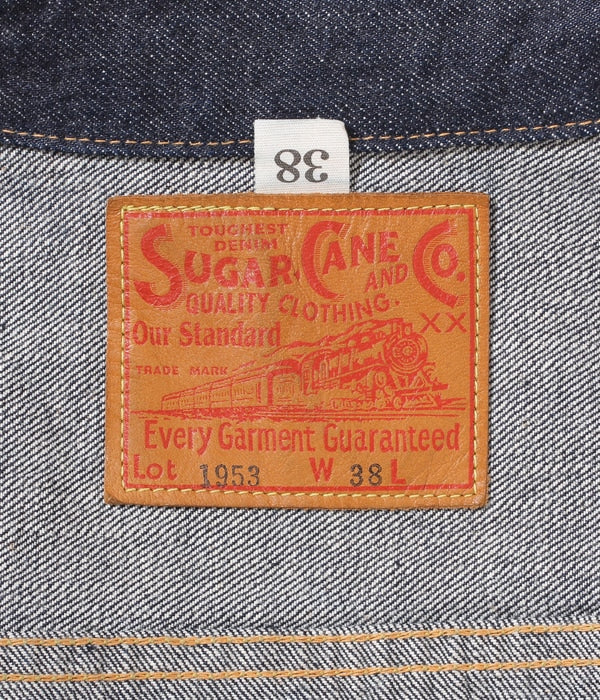 38
TOUGHEST
DENIM
SUGAR CANE AND CO.
QUALITY CLOTHING.
XX
Our Standard
TRADE MARK
Every Garment Guaranteed
Lot 1953 W 38 L